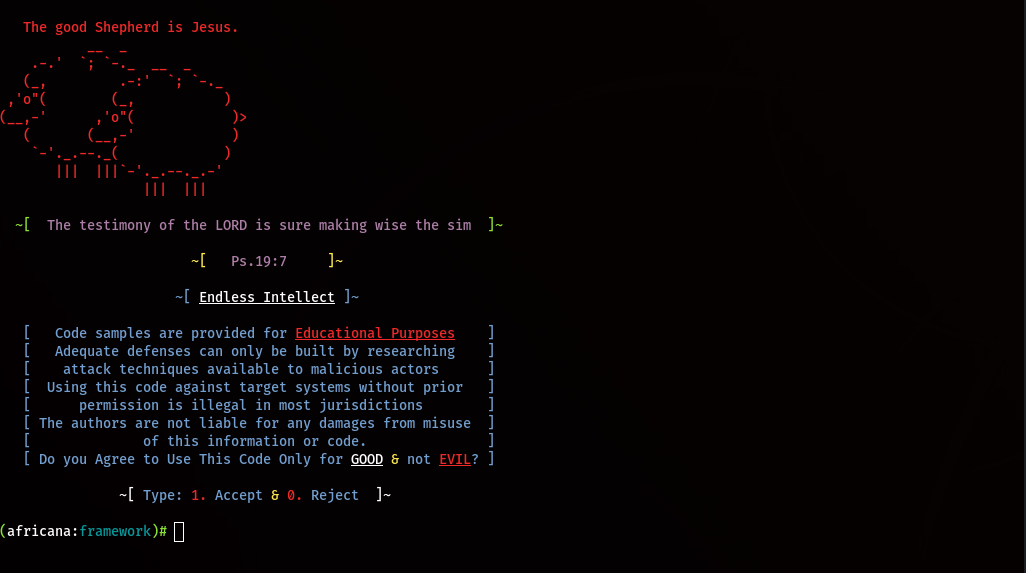 The good Shepherd is Jesus.
~[ The testimony of the LORD is sure making wise the sim ]~
~[ Ps.19:7 ]~
~[ Endless Intellect ]~
[ Code samples are provided for Educational Purposes ]
[ Adequate defenses can only be built by researching ]
[ attack techniques available to malicious actors ]
[ Using this code against target systems without prior ]
[ permission is illegal in most jurisdictions ]
[ The authors are not liable for any damages from misuse ]
[ of this information or code. ]
[ Do you Agree to Use This Code Only for GOOD & not EVIL? ]
~[ Type: 1. Accept & 0. Reject ]~
(africana:framework)#